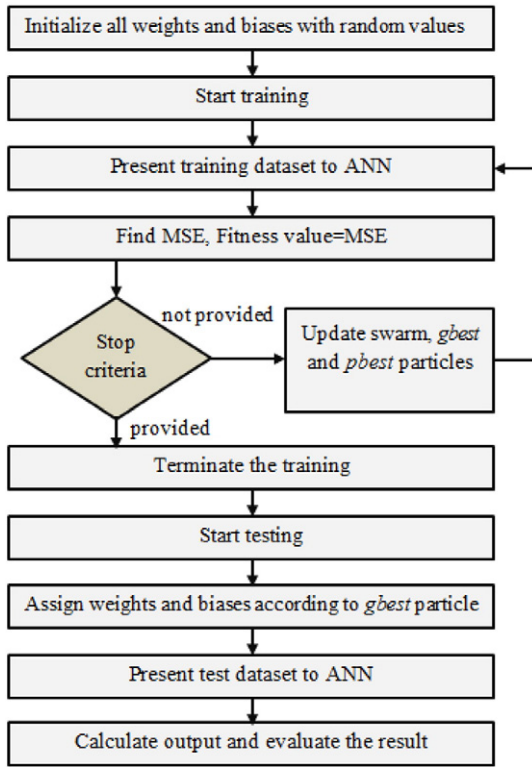 Initialize all weights and biases with random values
Start training
Present training dataset to ANN
Find MSE, Fitness value=MSE
not provided
Stop
criteria
Update swarm, gbest
and pbest particles
provided
Terminate the training
Start testing
Assign weights and biases according to gbest particle
Present test dataset to ANN
Calculate output and evaluate the result